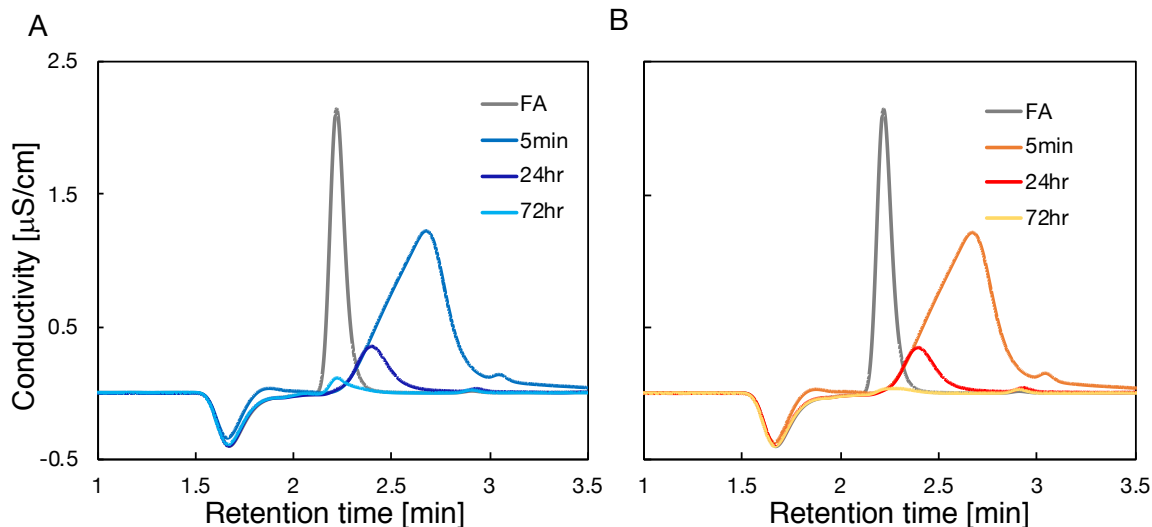 A
Conductivity [µS/cm]
2.5
1.5
0.5
-0.5
FA
5min
24hr
72hr
1
1.5
2
2.5
3
3.5
Retention time [min]
B
FA
5min
24hr
72hr
1
1.5
2
2.5
3
3.5
Retention time [min]